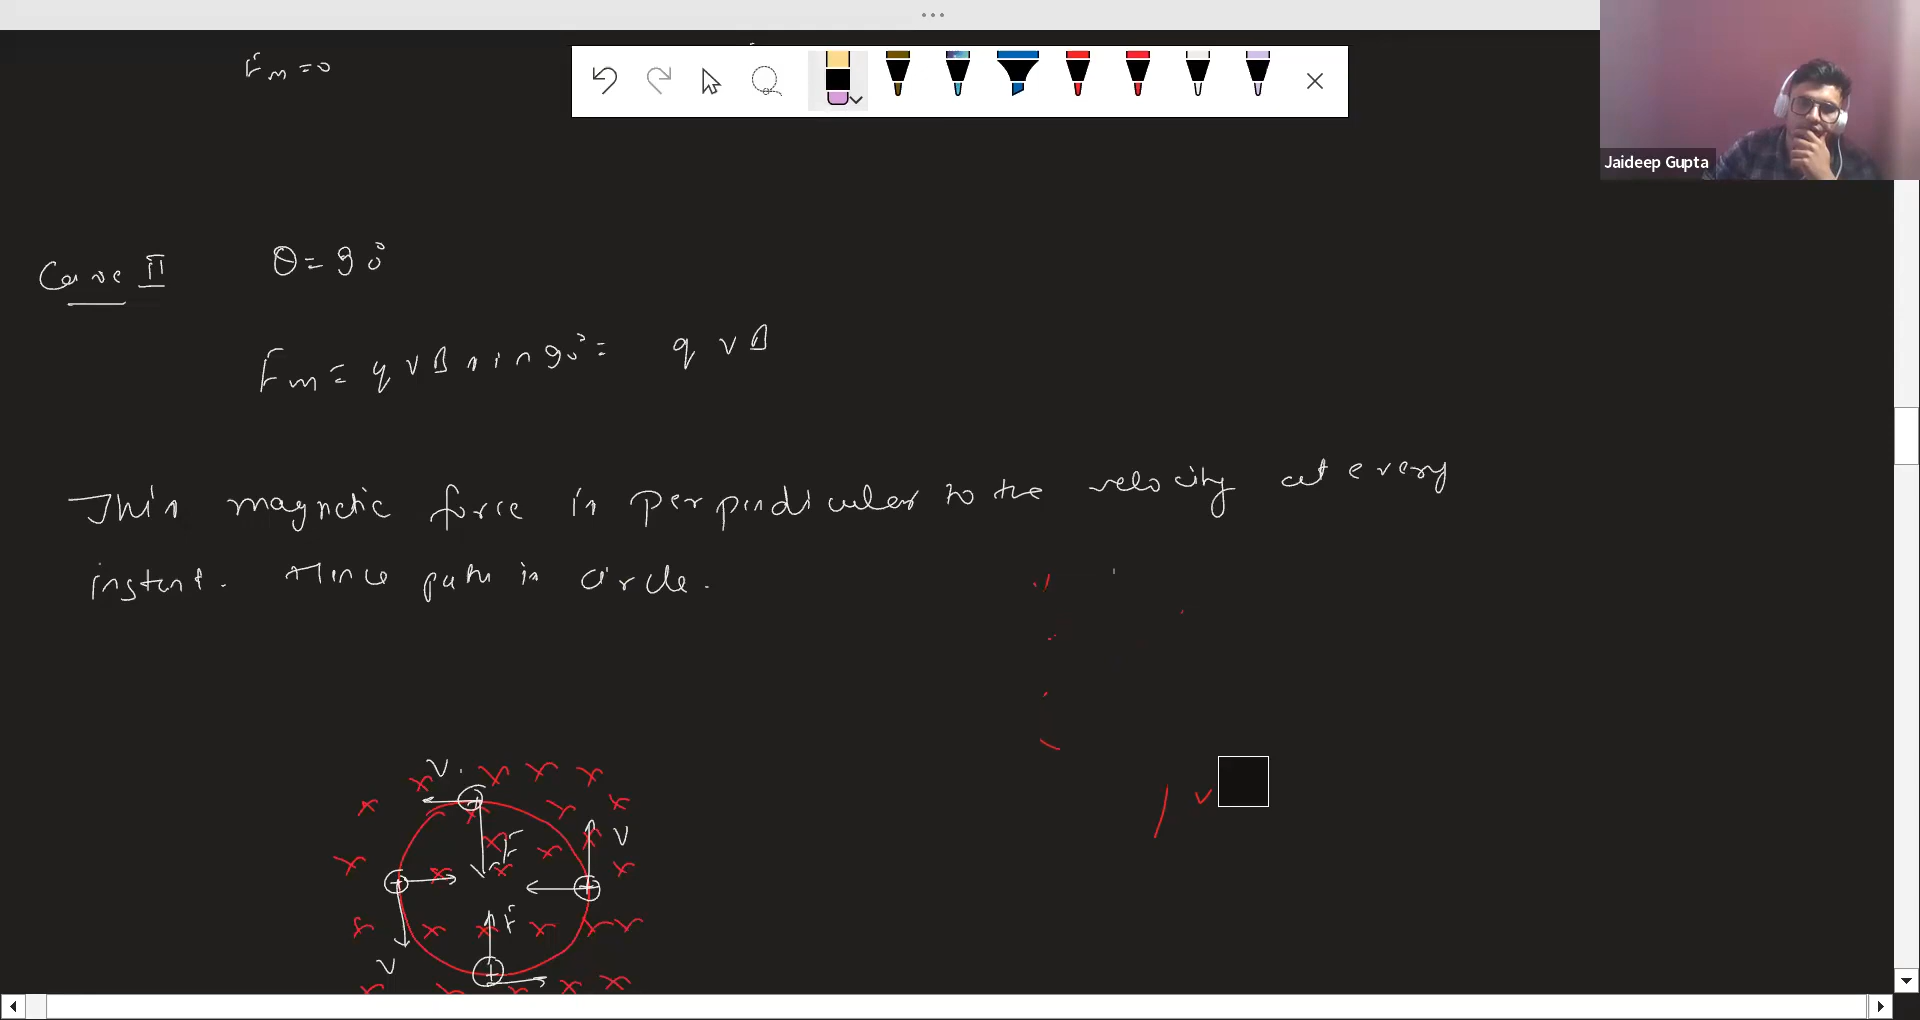 Fm = 0
Jaideep Gupta
Case II θ = 90°
Fm = qvB sin 90° = qvB
This magnetic force is perpendicular to the velocity at every
instant. Hence path is circle.
V
F
V
F
V